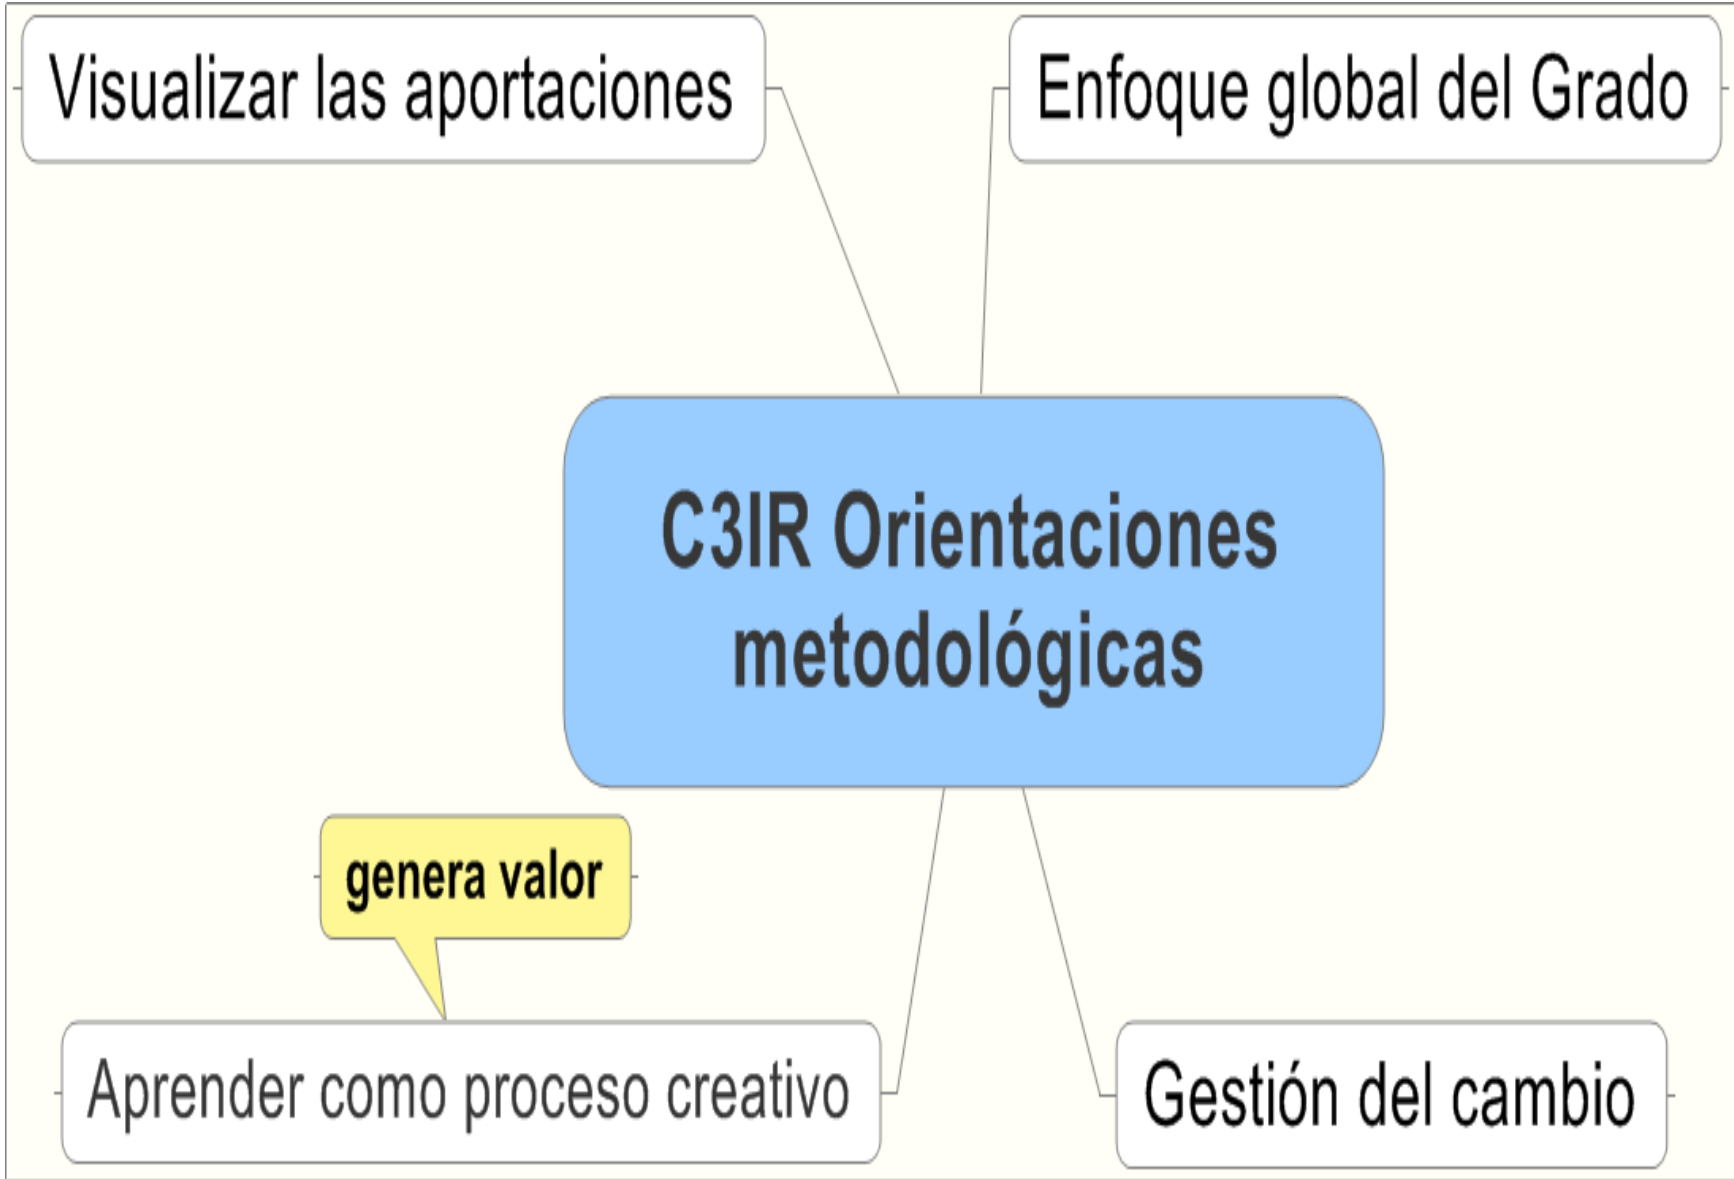 Visualizar las aportaciones
Enfoque global del Grado
C3IR Orientaciones
metodológicas
genera valor
Aprender como proceso creativo
Gestión del cambio